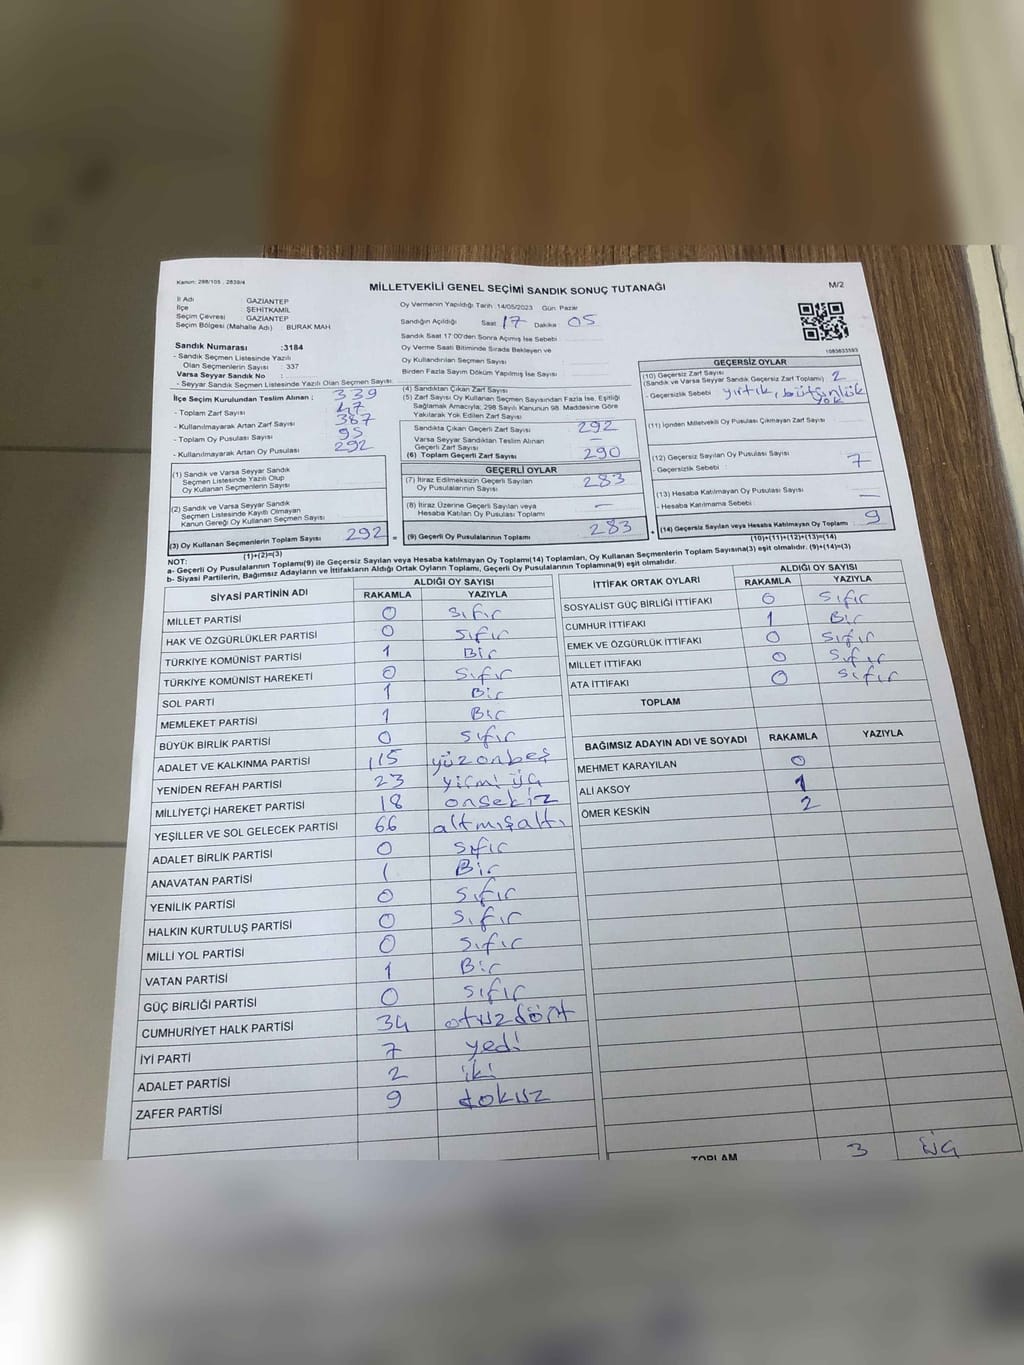 Kanun: 298/105 , 2839/4
MİLLETVEKİLİ GENEL SEÇİMİ SANDIK SONUÇ TUTANAĞI
M/2
İl Adı GAZİANTEP
İlçe ŞEHİTKAMİL
Seçim Çevresi GAZİANTEP
Seçim Bölgesi (Mahalle Adı) : BURAK MAH
Sandık Numarası :3184
- Sandık Seçmen Listesinde Yazılı
Olan Seçmenlerin Sayısı : 337
Varsa Seyyar Sandık No :
- Seyyar Sandık Seçmen Listesinde Yazılı Olan Seçmen Sayısı:
İlçe Seçim Kurulundan Teslim Alınan ; 339
- Toplam Zarf Sayısı 47
- Kullanılmayarak Artan Zarf Sayısı 387
- Toplam Oy Pusulası Sayısı 95
- Kullanılmayarak Artan Oy Pusulası 292
(1) Sandık ve Varsa Seyyar Sandık
Seçmen Listesinde Yazılı Olup
Oy Kullanan Seçmenlerin Sayısı
(2) Sandık ve Varsa Seyyar Sandık
Seçmen Listesinde Kayıtlı Olmayan
Kanun Gereği Oy Kullanan Seçmen Sayısı
(3) Oy Kullanan Seçmenlerin Toplam Sayısı 292 =
(1)+(2)=(3)
Oy Vermenin Yapıldığı Tarih :14/05/2023 Gün Pazar
Sandığın Açıldığı Saat 17 Dakika 05
Sandık Saat 17:00'den Sonra Açımış İse Sebebi :
Oy Verme Saati Bitiminde Sırada Bekleyen ve
Oy Kullandırılan Seçmen Sayısı
Birden Fazla Sayım Döküm Yapılmış İse Sayısı
(4) Sandıktan Çıkan Zarf Sayısı
(5) Zarf Sayısı Oy Kullanan Seçmen Sayısından Fazla İse, Eşitliği
Sağlamak Amacıyla; 298 Sayılı Kanunun 98. Maddesine Göre
Yakılarak Yok Edilen Zarf Sayısı
Sandıkta Çıkan Geçerli Zarf Sayısı 292
Varsa Seyyar Sandıktan Teslim Alınan
Geçerli Zarf Sayısı —
(6) Toplam Geçerli Zarf Sayısı 290
GEÇERLİ OYLAR
(7) İtiraz Edilmeksizin Geçerli Sayılan
Oy Pusulalarının Sayısı 283
(8) İtiraz Üzerine Geçerli Sayılan veya
Hesaba Katılan Oy Pusulası Toplamı —
(9) Geçerli Oy Pusulalarının Toplamı 283 +
1083633593
GEÇERSİZ OYLAR
(10) Geçersiz Zarf Sayısı
(Sandık ve Varsa Seyyar Sandık Geçersiz Zarf Toplamı) 2
- Geçersizlik Sebebi yırtık, bütünlük
yok
(11) İçinden Milletvekili Oy Pusulası Çıkmayan Zarf Sayısı
(12) Geçersiz Sayılan Oy Pusulası Sayısı 7
- Geçersizlik Sebebi :
(13) Hesaba Katılmayan Oy Pusulası Sayısı —
- Hesaba Katılmama Sebebi —
(14) Geçersiz Sayılan veya Hesaba Katılmayan Oy Toplamı 9
(10)+(11)+(12)+(13)=(14)
NOT:
a- Geçerli Oy Pusulalarının Toplamı(9) ile Geçersiz Sayılan veya Hesaba katılmayan Oy Toplamı(14) Toplamları, Oy Kullanan Seçmenlerin Toplam Sayısına(3) eşit olmalıdır. (9)+(14)=(3)
b- Siyasi Partilerin, Bağımsız Adayların ve İttifakların Aldığı Ortak Oyların Toplamı, Geçerli Oy Pusulalarının Toplamına(9) eşit olmalıdır.
SİYASİ PARTİNİN ADI ALDIĞI OY SAYISI
RAKAMLA YAZIYLA
MİLLET PARTİSİ 0 sıfır
HAK VE ÖZGÜRLÜKLER PARTİSİ 0 sıfır
TÜRKİYE KOMÜNİST PARTİSİ 1 Bir
TÜRKİYE KOMÜNİST HAREKETİ 0 sıfır
SOL PARTİ 1 Bir
MEMLEKET PARTİSİ 1 Bir
BÜYÜK BİRLİK PARTİSİ 0 sıfır
ADALET VE KALKINMA PARTİSİ 115 yüzonbeş
YENİDEN REFAH PARTİSİ 23 yirmi üç
MİLLİYETÇİ HAREKET PARTİSİ 18 onsekiz
YEŞİLLER VE SOL GELECEK PARTİSİ 66 altmışaltı
ADALET BİRLİK PARTİSİ 0 sıfır
ANAVATAN PARTİSİ 1 Bir
YENİLİK PARTİSİ 0 sıfır
HALKIN KURTULUŞ PARTİSİ 0 sıfır
MİLLİ YOL PARTİSİ 0 sıfır
VATAN PARTİSİ 1 Bir
GÜÇ BİRLİĞİ PARTİSİ 0 sıfır
CUMHURİYET HALK PARTİSİ 34 otuzdört
İYİ PARTİ 7 yedi
ADALET PARTİSİ 2 iki
ZAFER PARTİSİ 9 dokuz
İTTİFAK ORTAK OYLARI ALDIĞI OY SAYISI
RAKAMLA YAZIYLA
SOSYALİST GÜÇ BİRLİĞİ İTTİFAKI 0 sıfır
CUMHUR İTTİFAKI 1 Bir
EMEK VE ÖZGÜRLÜK İTTİFAKI 0 sıfır
MİLLET İTTİFAKI 0 sıfır
ATA İTTİFAKI 0 sıfır
TOPLAM
BAĞIMSIZ ADAYIN ADI VE SOYADI RAKAMLA YAZIYLA
MEHMET KARAYILAN 0
ALİ AKSOY 1
ÖMER KESKİN 2
TOPLAM 3 üç